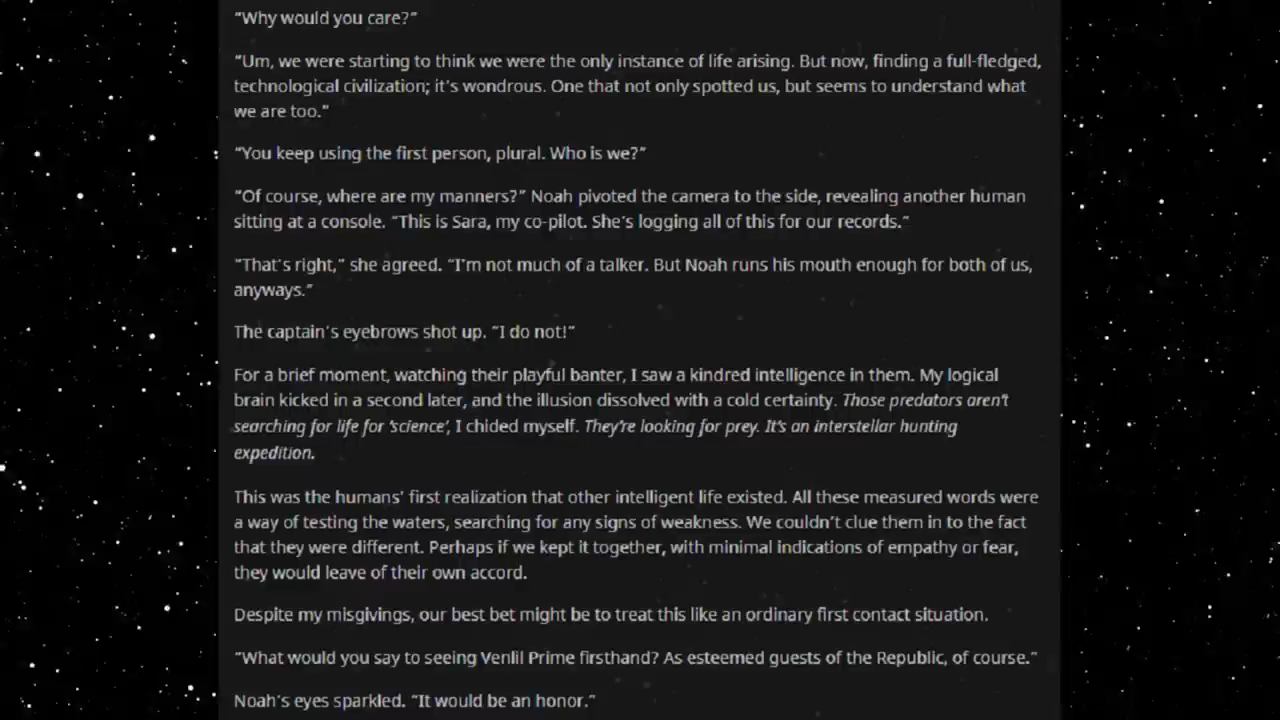 “Why would you care?”
“Um, we were starting to think we were the only instance of life arising. But now, finding a full-fledged,
technological civilization; it’s wondrous. One that not only spotted us, but seems to understand what
we are too.”
“You keep using the first person, plural. Who is we?”
“Of course, where are my manners?” Noah pivoted the camera to the side, revealing another human
sitting at a console. “This is Sara, my co-pilot. She’s logging all of this for our records.”
“That’s right,” she agreed. “I’m not much of a talker. But Noah runs his mouth enough for both of us,
anyways.”
The captain’s eyebrows shot up. “I do not!”
For a brief moment, watching their playful banter, I saw a kindred intelligence in them. My logical
brain kicked in a second later, and the illusion dissolved with a cold certainty. Those predators aren’t
searching for life for ‘science’, I chided myself. They’re looking for prey. It’s an interstellar hunting
expedition.
This was the humans’ first realization that other intelligent life existed. All these measured words were
a way of testing the waters, searching for any signs of weakness. We couldn’t clue them in to the fact
that they were different. Perhaps if we kept it together, with minimal indications of empathy or fear,
they would leave of their own accord.
Despite my misgivings, our best bet might be to treat this like an ordinary first contact situation.
“What would you say to seeing Venlil Prime firsthand? As esteemed guests of the Republic, of course.”
Noah’s eyes sparkled. “It would be an honor.”